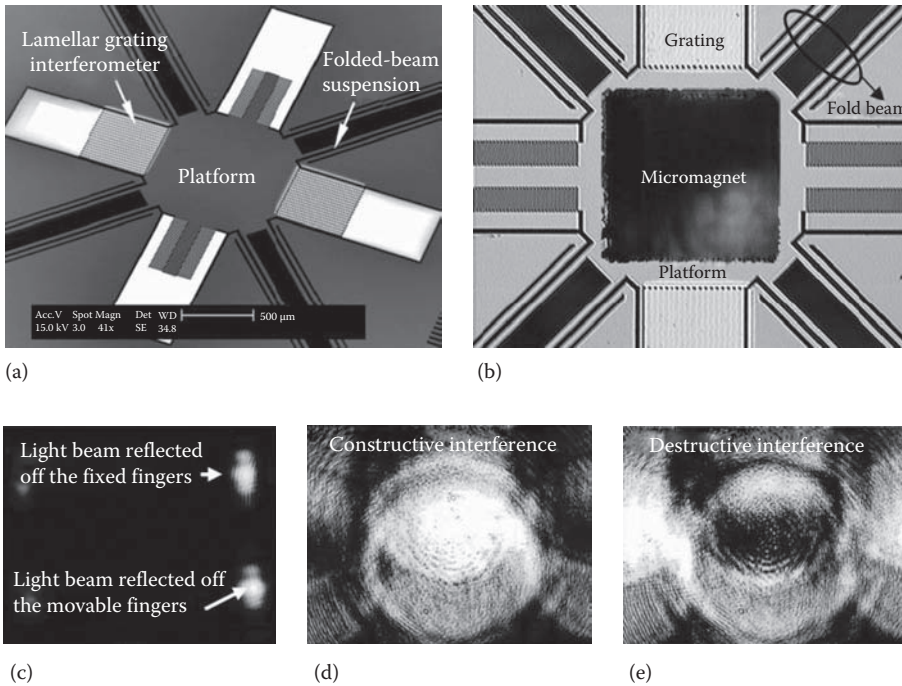 Lamellar grating
interferometer
Folded-beam
suspension
Platform
Acc.V Spot Magn Det WD
15.0 kV 3.0 41x SE 34.8
500 μm
(a)
Grating
Fold beam
Micromagnet
Platform
(b)
Light beam reflected
off the fixed fingers
Light beam reflected off
the movable fingers
(c)
Constructive interference
(d)
Destructive interference
(e)